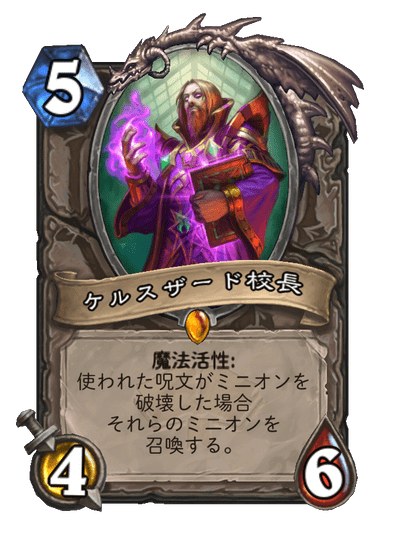 5
ケルスザード校長
魔法活性:
使われた呪文がミニオンを
破壊した場合
それらのミニオンを
召喚する。
4
6